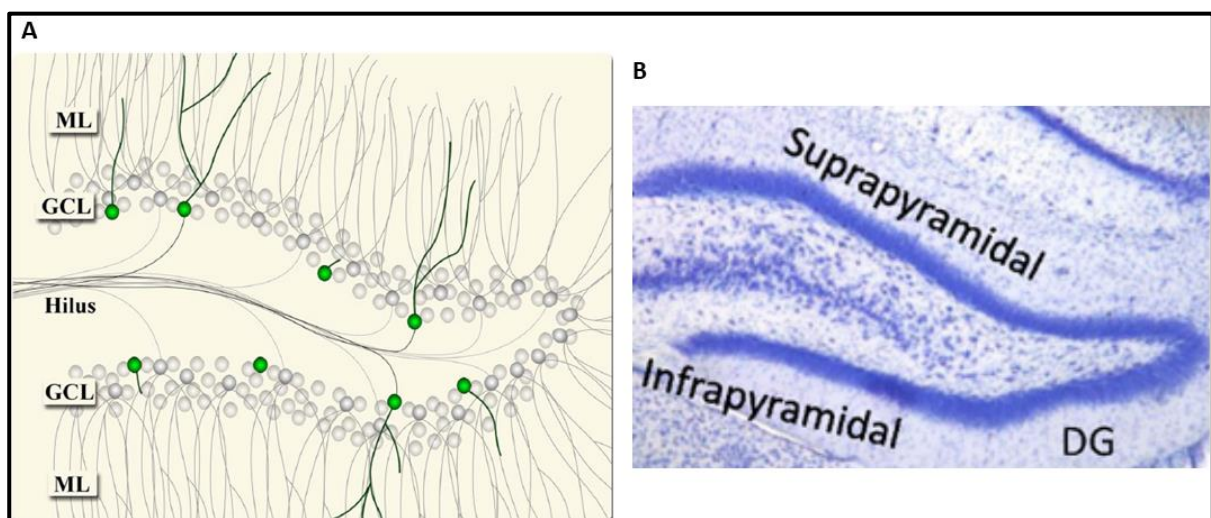 A
ML
GCL
Hilus
GCL
ML
B
Suprapyramidal
Infrapyramidal
DG